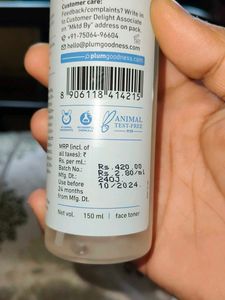 Customer care:
Feedback/complaints? Write in
to Customer Delight Associate
on "Mktd By" address on pack.
+91-75064-96604
hello@plumgoodness.com
plumgoodness.com
8 906118 414215
ANIMAL
TEST-FREE
MRP (incl. of
all taxes): ₹
Rs. per ml.:
Batch No.:
Mfg. Dt.:
Use before
24 months
from Mfg. Dt.
Rs. 420.00
Rs 2.80/ml
240J
10/2024.
Net vol. 150 ml | face toner